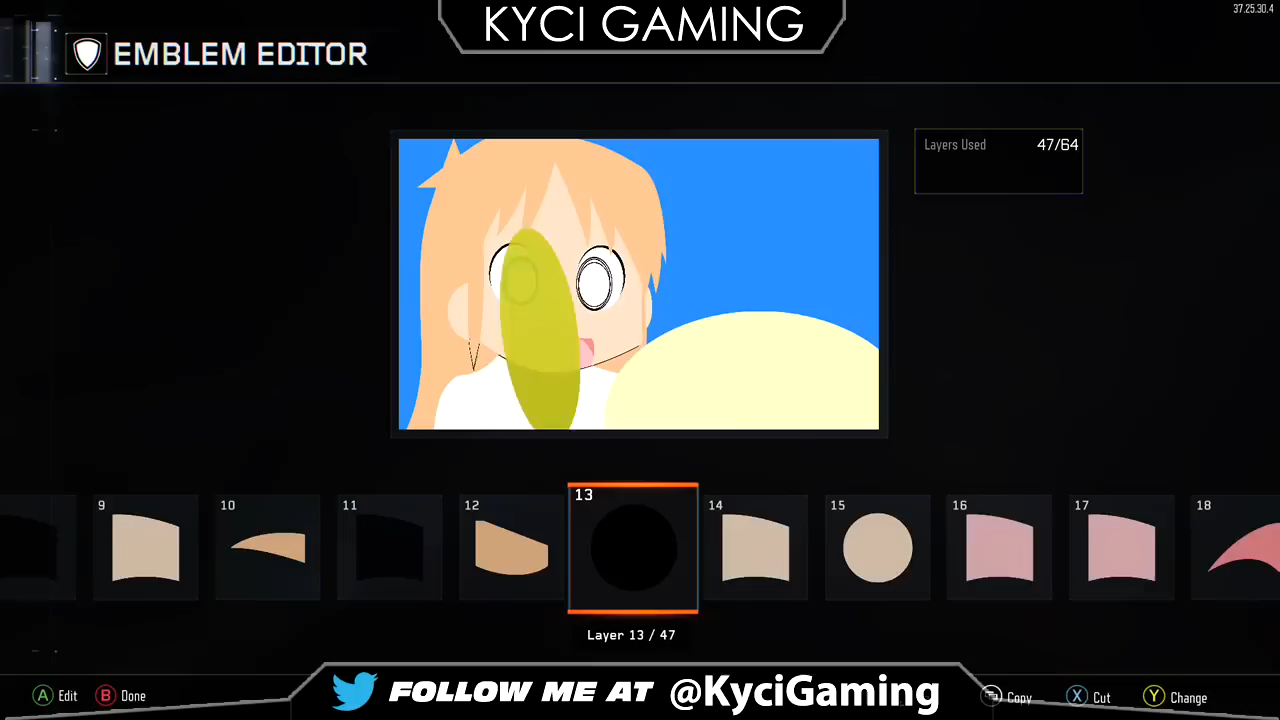 KYCI GAMING
37.25.30.4
EMBLEM EDITOR
Layers Used 47/64
9 10 11 12 13 14 15 16 17 18
Layer 13 / 47
A Edit B Done
FOLLOW ME AT @KyciGaming
Copy X Cut Y Change